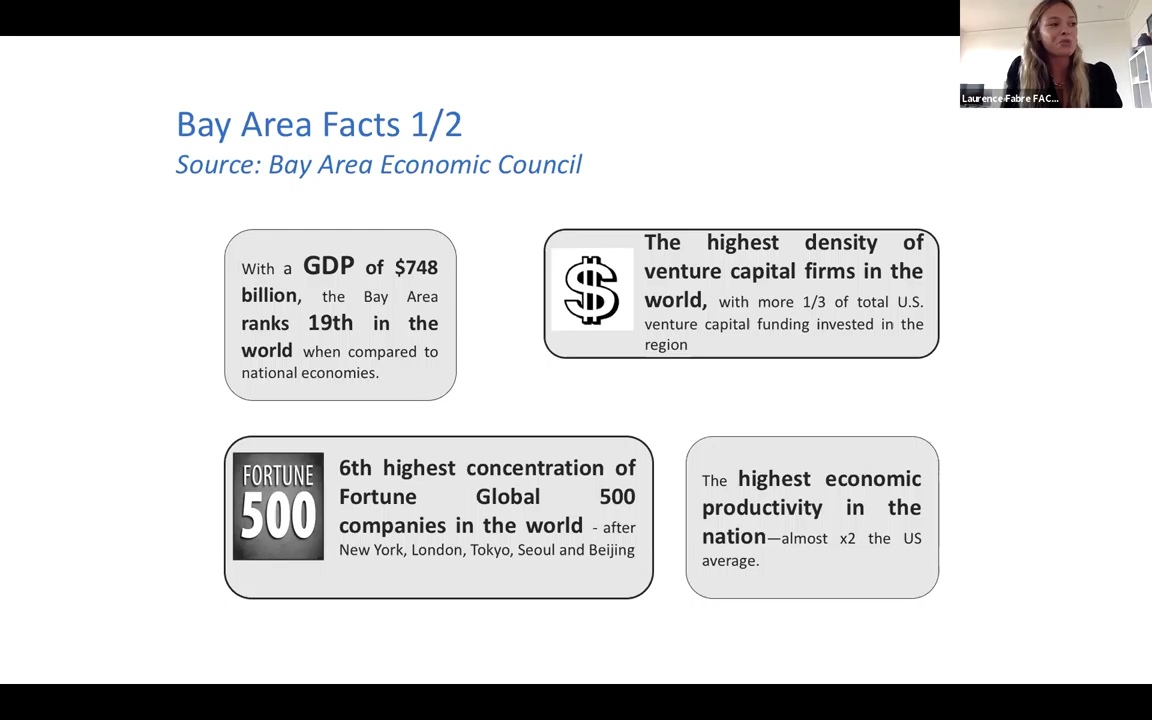 Laurence Fabre FAC...
Bay Area Facts 1/2
Source: Bay Area Economic Council
With a GDP of $748
billion, the Bay Area
ranks 19th in the
world when compared to
national economies.
The highest density of
venture capital firms in the
world, with more 1/3 of total U.S.
venture capital funding invested in the
region
FORTUNE
500
6th highest concentration of
Fortune Global 500
companies in the world - after
New York, London, Tokyo, Seoul and Beijing
The highest economic
productivity in the
nation—almost x2 the US
average.